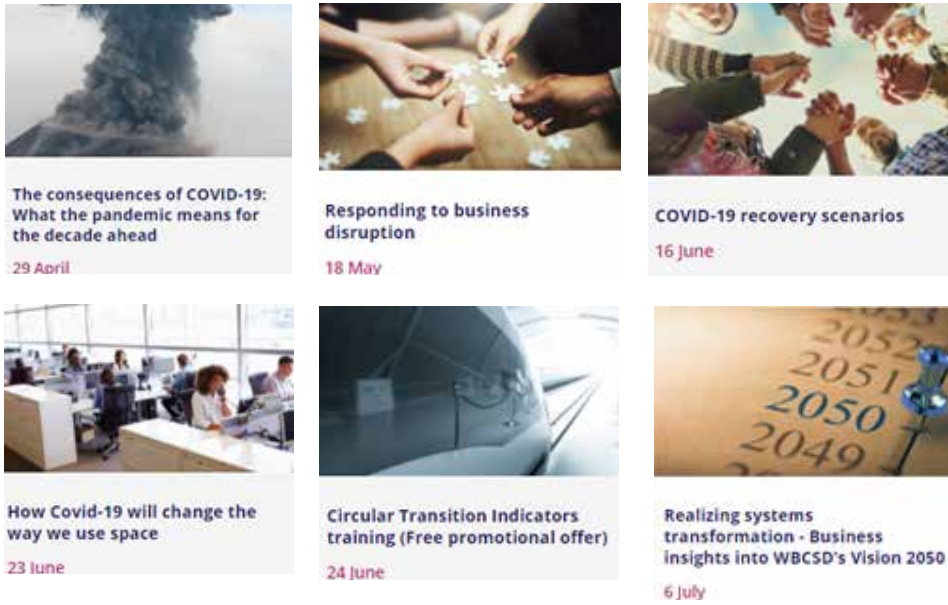 The consequences of COVID-19:
What the pandemic means for
the decade ahead
29 April
Responding to business
disruption
18 May
COVID-19 recovery scenarios
16 June
How Covid-19 will change the
way we use space
23 June
Circular Transition Indicators
training (Free promotional offer)
24 June
2053
2052
2051
2050
2049
Realizing systems
transformation - Business
insights into WBCSD's Vision 2050
6 July